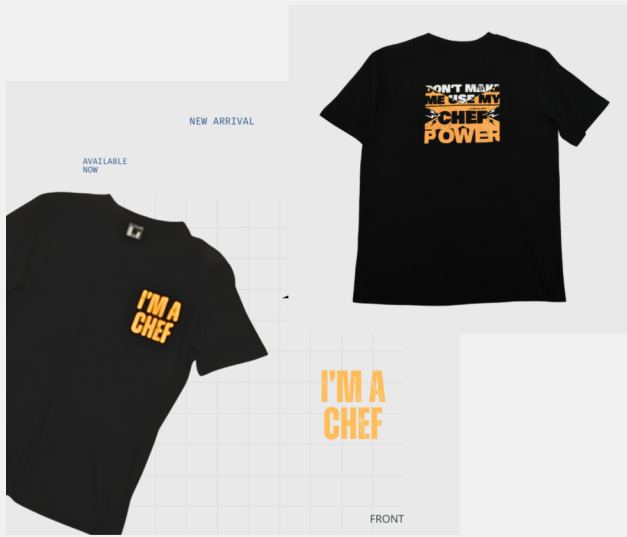 NEW ARRIVAL
AVAILABLE
NOW
I'M A
CHEF
DON'T MAKE
ME USE MY
CHEF
POWER
I'M A
CHEF
FRONT